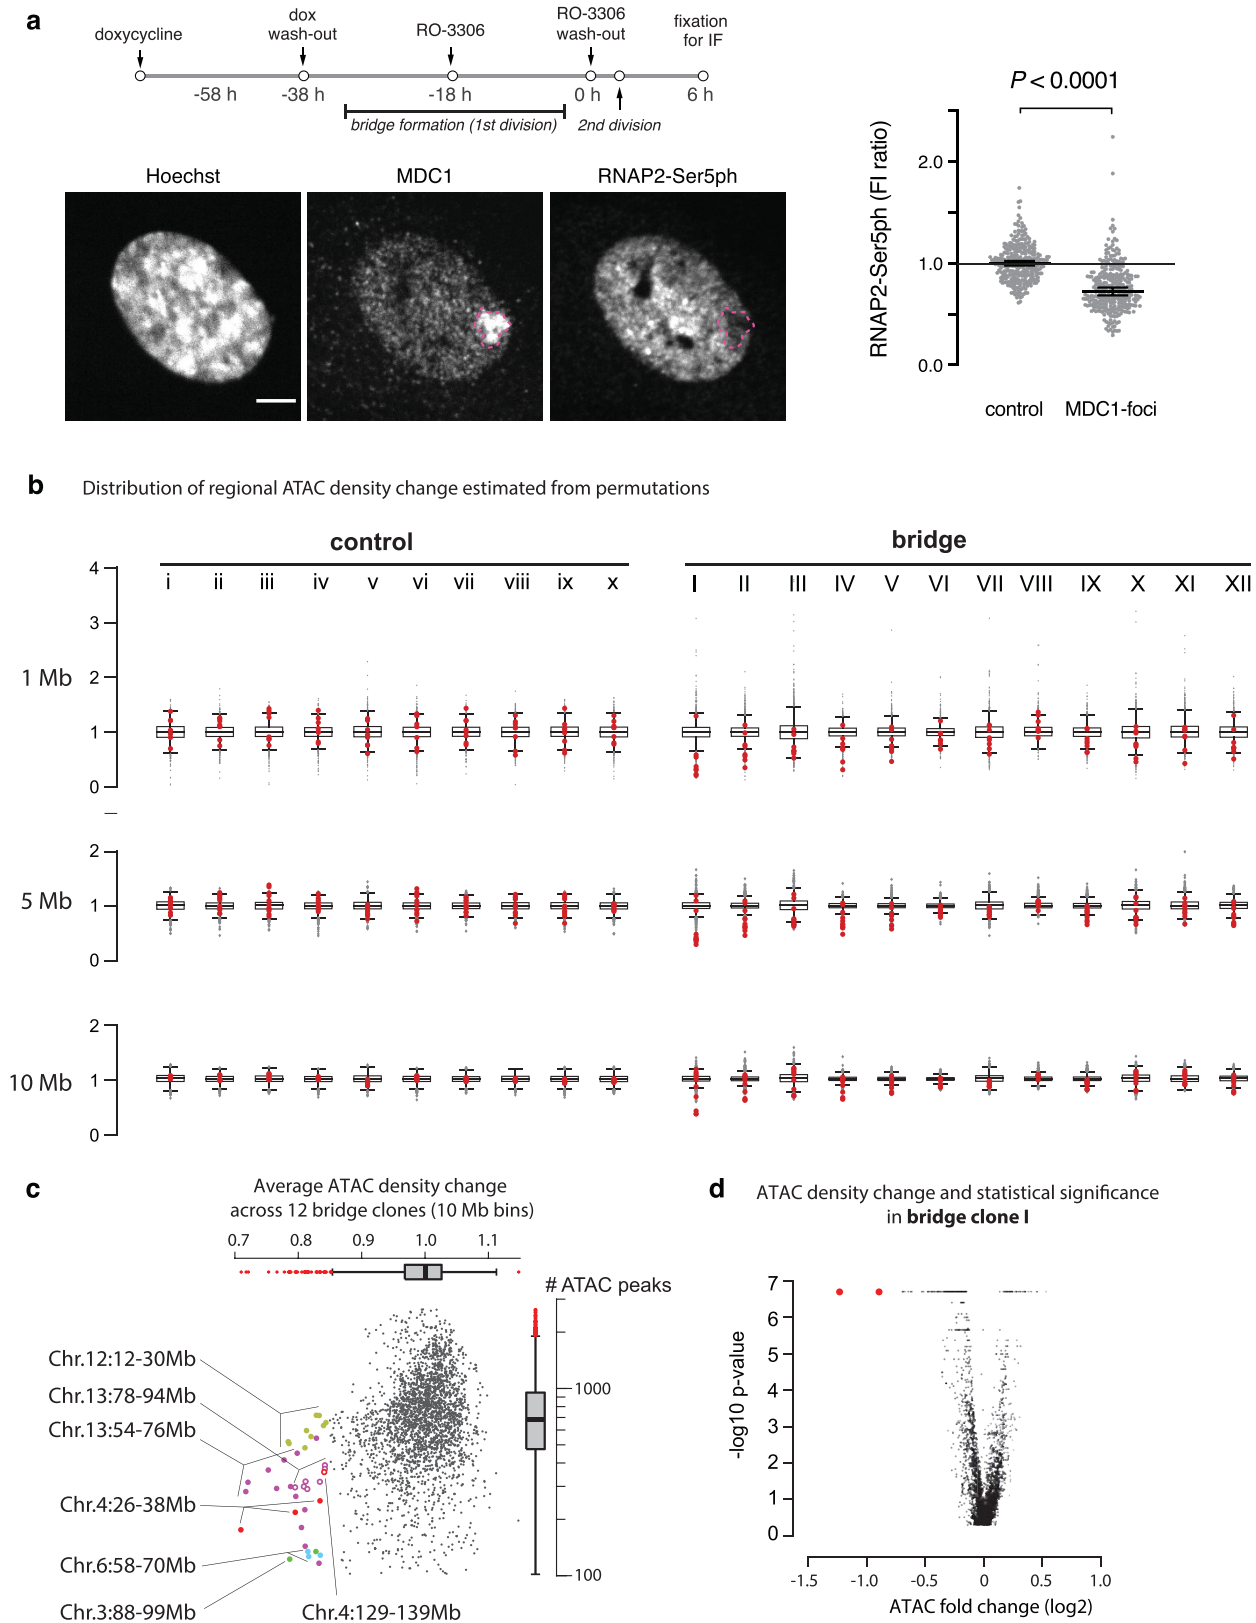 a
doxycycline
dox
wash-out
RO-3306
RO-3306
wash-out
fixation
for IF
-58 h
-38 h
-18 h
0 h
6 h
bridge formation (1st division)
2nd division
Hoechst
MDC1
RNAP2-Ser5ph
P < 0.0001
RNAP2-Ser5ph (FI ratio)
2.0
1.0
0.0
control
MDC1-foci
b
Distribution of regional ATAC density change estimated from permutations
control
bridge
i ii iii iv v vi vii viii ix x
I II III IV V VI VII VIII IX X XI XII
1 Mb
4
3
2
1
0
5 Mb
2
1
0
10 Mb
2
1
0
c
Average ATAC density change
across 12 bridge clones (10 Mb bins)
0.7 0.8 0.9 1.0 1.1
# ATAC peaks
1000
100
Chr.12:12-30Mb
Chr.13:78-94Mb
Chr.13:54-76Mb
Chr.4:26-38Mb
Chr.6:58-70Mb
Chr.3:88-99Mb
Chr.4:129-139Mb
d
ATAC density change and statistical significance
in bridge clone I
-log10 p-value
7
6
5
4
3
2
1
0
-1.5 -1.0 -0.5 0 0.5 1.0
ATAC fold change (log2)